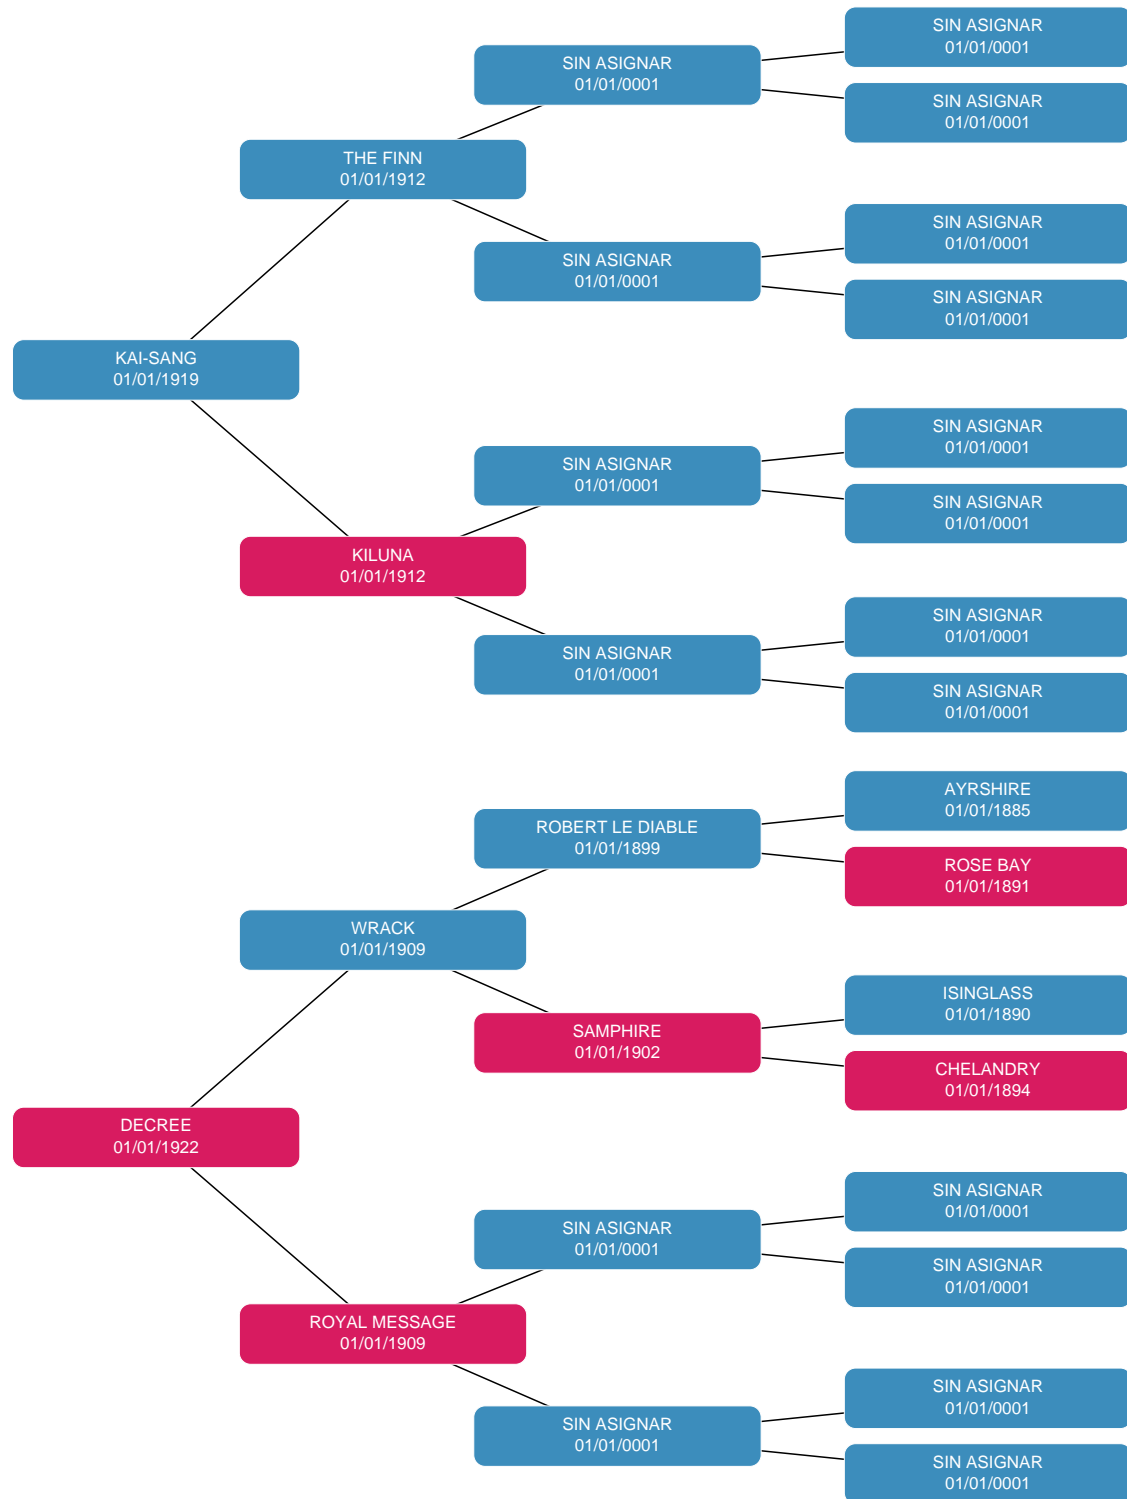 SIN ASIGNAR
01/01/0001
SIN ASIGNAR
01/01/0001
SIN ASIGNAR
01/01/0001
THE FINN
01/01/1912
SIN ASIGNAR
01/01/0001
SIN ASIGNAR
01/01/0001
SIN ASIGNAR
01/01/0001
KAI-SANG
01/01/1919
SIN ASIGNAR
01/01/0001
SIN ASIGNAR
01/01/0001
SIN ASIGNAR
01/01/0001
KILUNA
01/01/1912
SIN ASIGNAR
01/01/0001
SIN ASIGNAR
01/01/0001
SIN ASIGNAR
01/01/0001
AYRSHIRE
01/01/1885
ROBERT LE DIABLE
01/01/1899
ROSE BAY
01/01/1891
WRACK
01/01/1909
ISINGLASS
01/01/1890
SAMPHIRE
01/01/1902
CHELANDRY
01/01/1894
DECREE
01/01/1922
SIN ASIGNAR
01/01/0001
SIN ASIGNAR
01/01/0001
SIN ASIGNAR
01/01/0001
ROYAL MESSAGE
01/01/1909
SIN ASIGNAR
01/01/0001
SIN ASIGNAR
01/01/0001
SIN ASIGNAR
01/01/0001